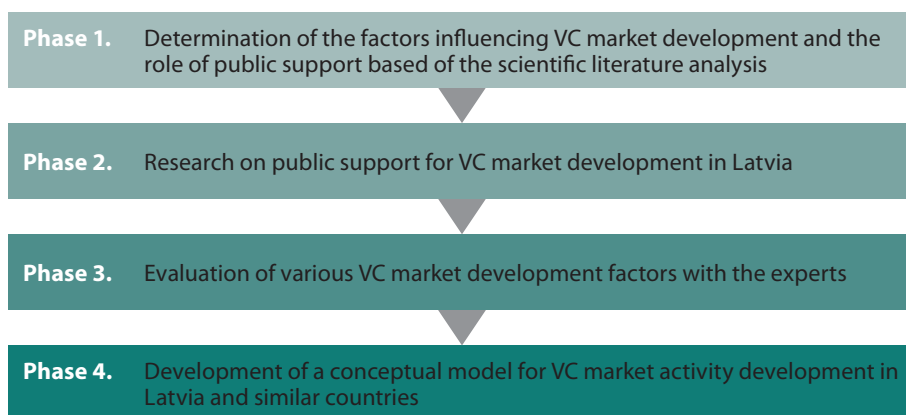 Phase 1. Determination of the factors influencing VC market development and the
role of public support based of the scientific literature analysis
Phase 2. Research on public support for VC market development in Latvia
Phase 3. Evaluation of various VC market development factors with the experts
Phase 4. Development of a conceptual model for VC market activity development in
Latvia and similar countries